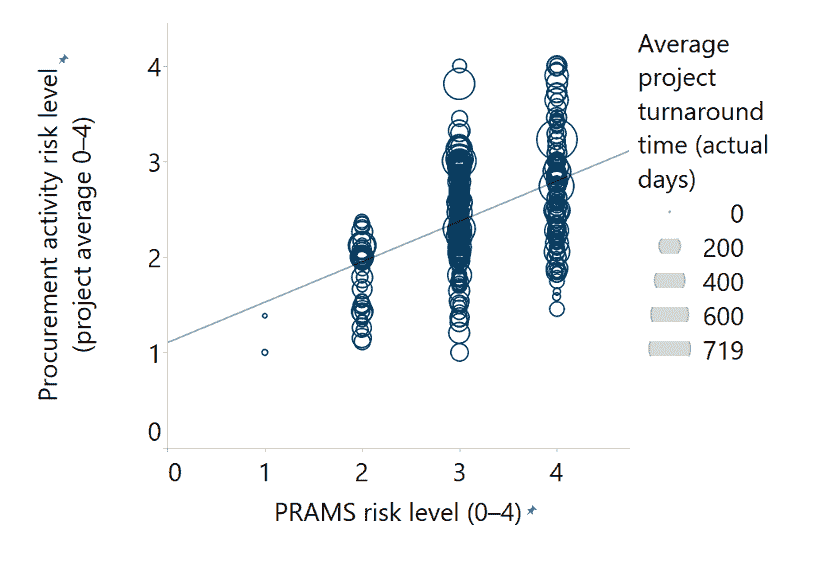 Procurement activity risk level
(project average 0–4)
4
3
2
1
0
0
1
2
3
4
PRAMS risk level (0–4)
Average
project
turnaround
time (actual
days)
0
200
400
600
719